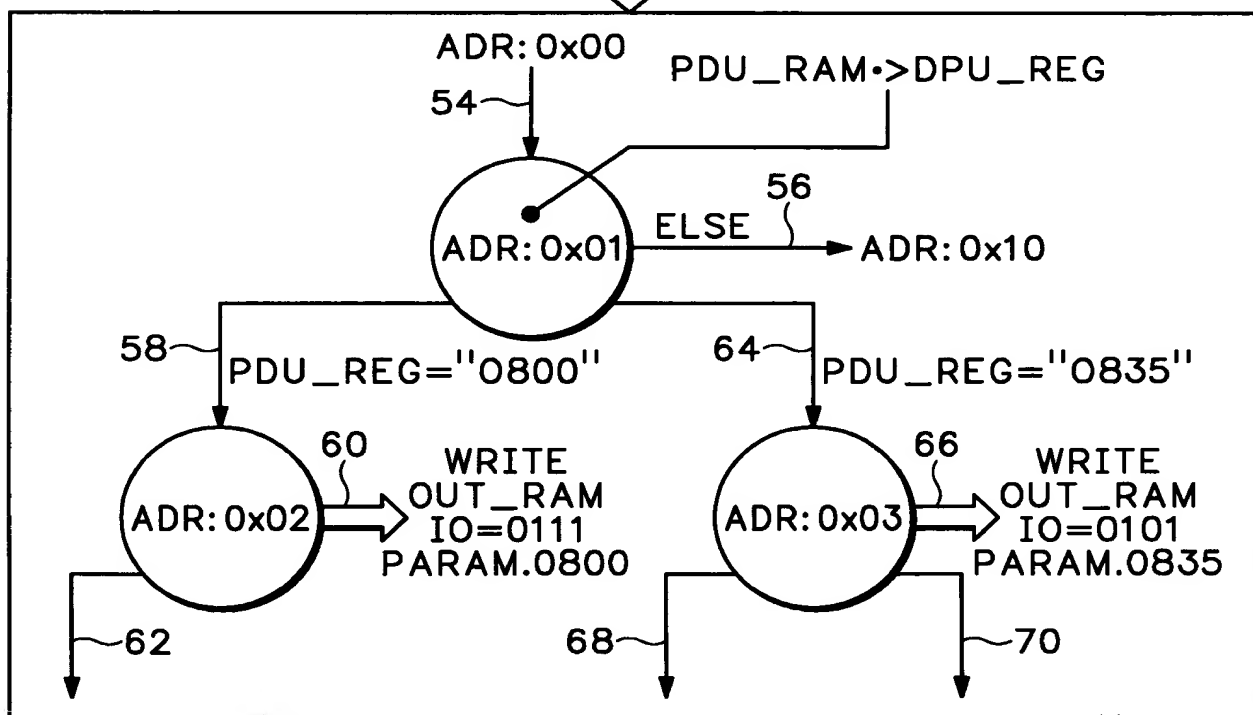 ADR: 0x00
PDU_RAM·>DPU_REG
54
56
ELSE
ADR: 0x01
ADR: 0x10
58
64
PDU_REG="0800"
PDU_REG="0835"
60
66
WRITE
OUT_RAM
IO=0111
PARAM.0800
WRITE
OUT_RAM
IO=0101
PARAM.0835
ADR: 0x02
ADR: 0x03
62
68
70